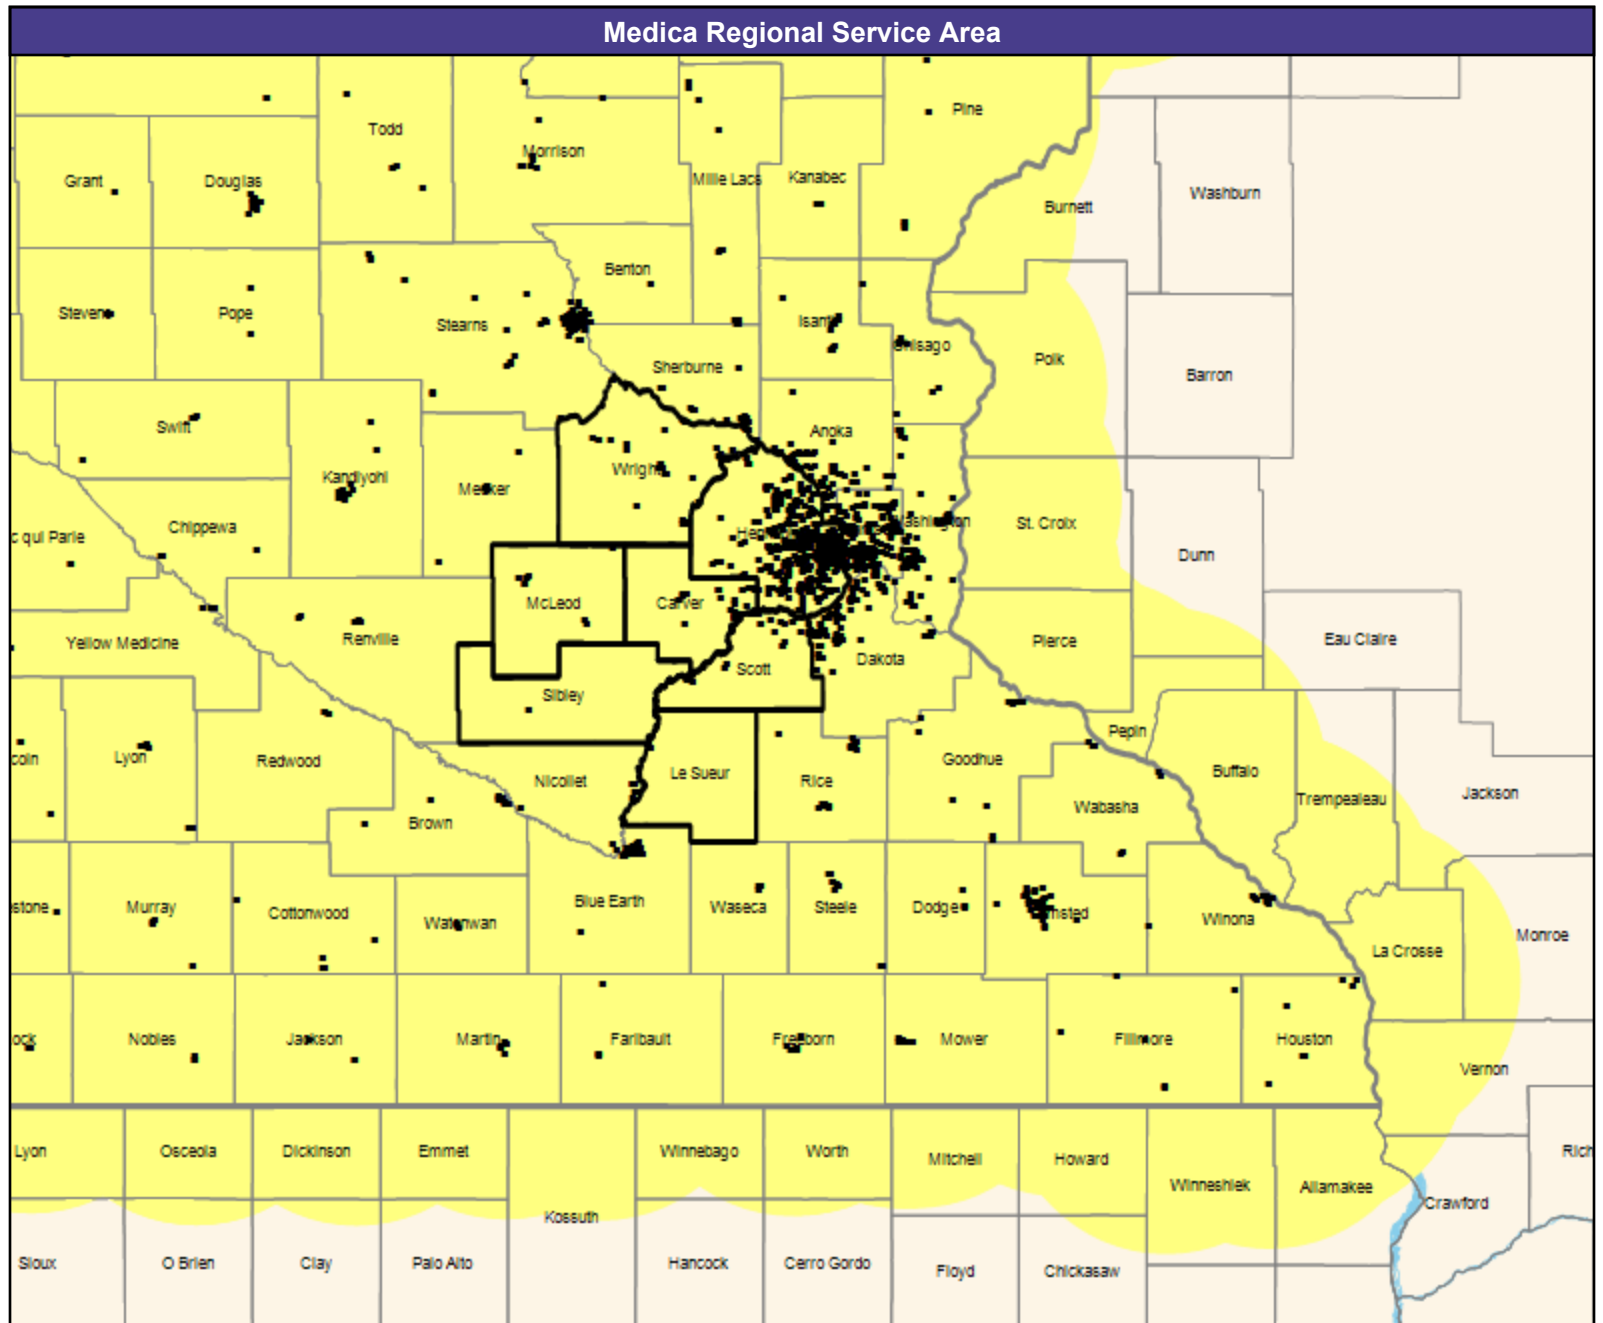 Medica Regional Service Area
Pine
Todd
Morrison
Grant
Douglas
Mille Lacs
Kanabec
Washburn
Burnett
Benton
Stevens
Pope
Stearns
Isanti
Chisago
Sherburne
Polk
Barron
Swift
Anoka
Wright
Kandiyohi
Meeker
Chippewa
Washington
St. Croix
c qui Parle
Dunn
McLeod
Carver
Yellow Medicine
Renville
Pierce
Eau Claire
Scott
Dakota
Sibley
Pepin
coln
Lyon
Redwood
Nicollet
Le Sueur
Rice
Goodhue
Buffalo
Trempealeau
Jackson
Wabasha
Brown
stone
Murray
Cottonwood
Watonwan
Blue Earth
Waseca
Steele
Dodge
msted
Winona
Monroe
La Crosse
ock
Nobles
Jackson
Martin
Faribault
Freeborn
Mower
Fillmore
Houston
Vernon
Lyon
Osceola
Dickinson
Emmet
Winnebago
Worth
Mitchell
Howard
Rich
Winneshiek
Allamakee
Crawford
Kossuth
Sioux
O Brien
Clay
Palo Alto
Hancock
Cerro Gordo
Floyd
Chickasaw